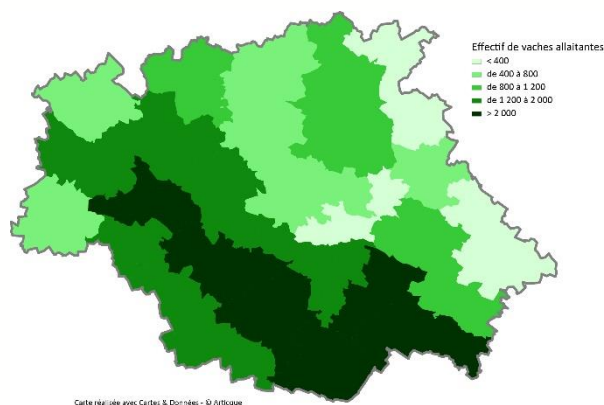 Effectif de vaches allaitantes
< 400
de 400 à 800
de 800 à 1 200
de 1 200 à 2 000
> 2 000
Carte réalisée avec Cartes & Données - © Articque